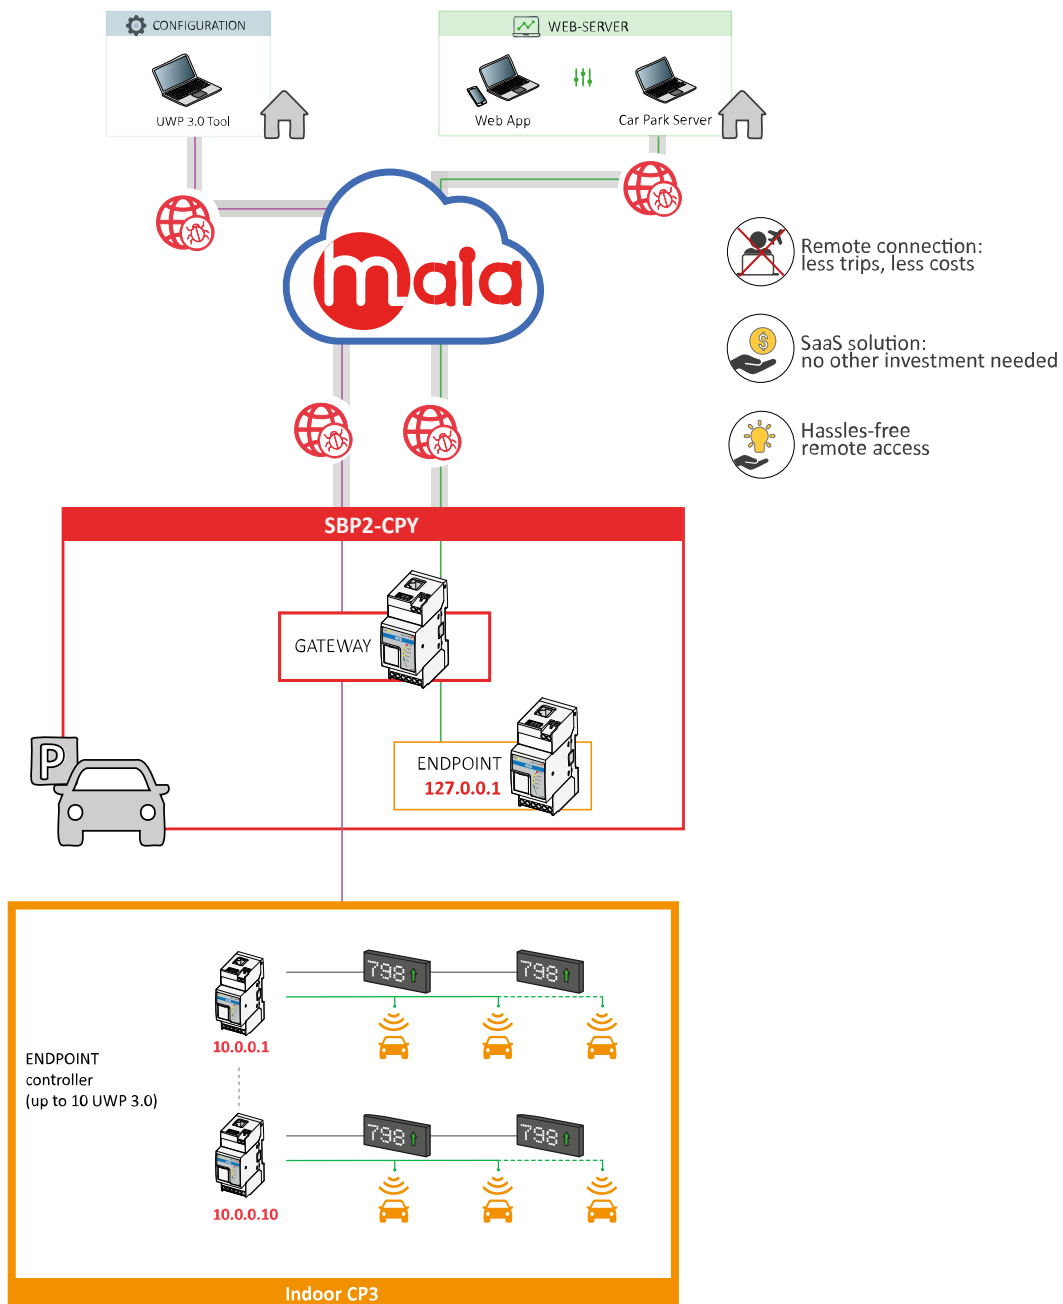 CONFIGURATION
UWP 3.0 Tool
WEB-SERVER
Web App
Car Park Server
maia
Remote connection:
less trips, less costs
$
SaaS solution:
no other investment needed
Hassles-free
remote access
SBP2-CPY
GATEWAY
P
ENDPOINT
127.0.0.1
798
798
10.0.0.1
ENDPOINT
controller
(up to 10 UWP 3.0)
798
798
10.0.0.10
Indoor CP3